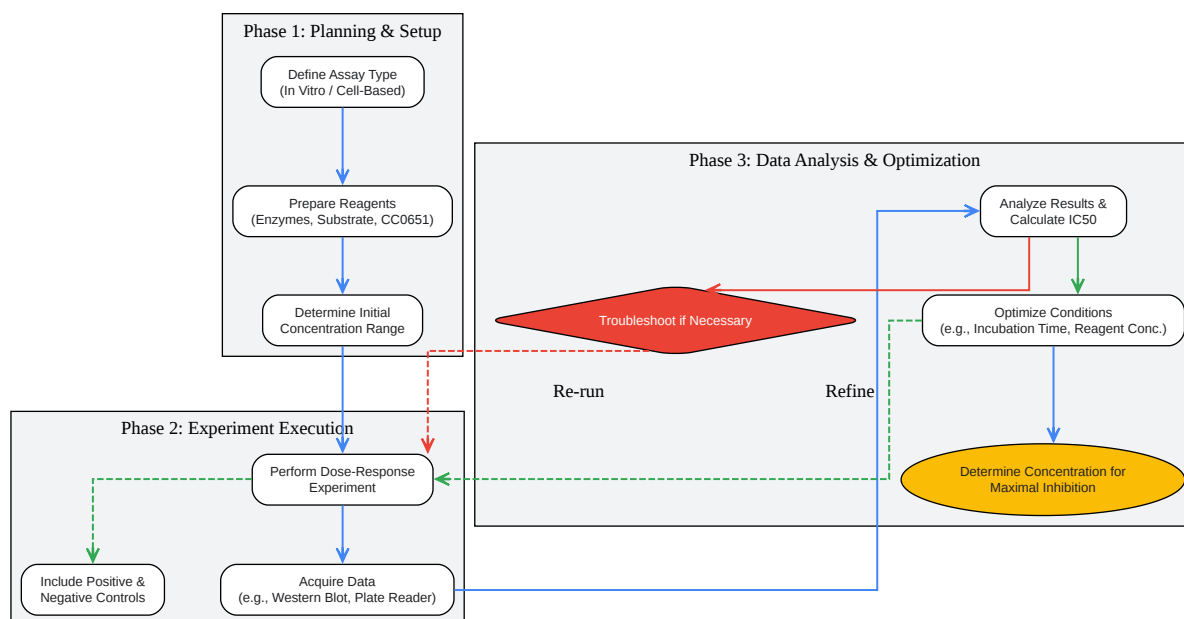 Phase 1: Planning & Setup
Define Assay Type
(In Vitro / Cell-Based)
Prepare Reagents
(Enzymes, Substrate, CC0651)
Determine Initial
Concentration Range
Phase 2: Experiment Execution
Perform Dose-Response
Experiment
Include Positive &
Negative Controls
Acquire Data
(e.g., Western Blot, Plate Reader)
Phase 3: Data Analysis & Optimization
Analyze Results &
Calculate IC50
Troubleshoot if Necessary
Optimize Conditions
(e.g., Incubation Time, Reagent Conc.)
Re-run
Refine
Determine Concentration for
Maximal Inhibition